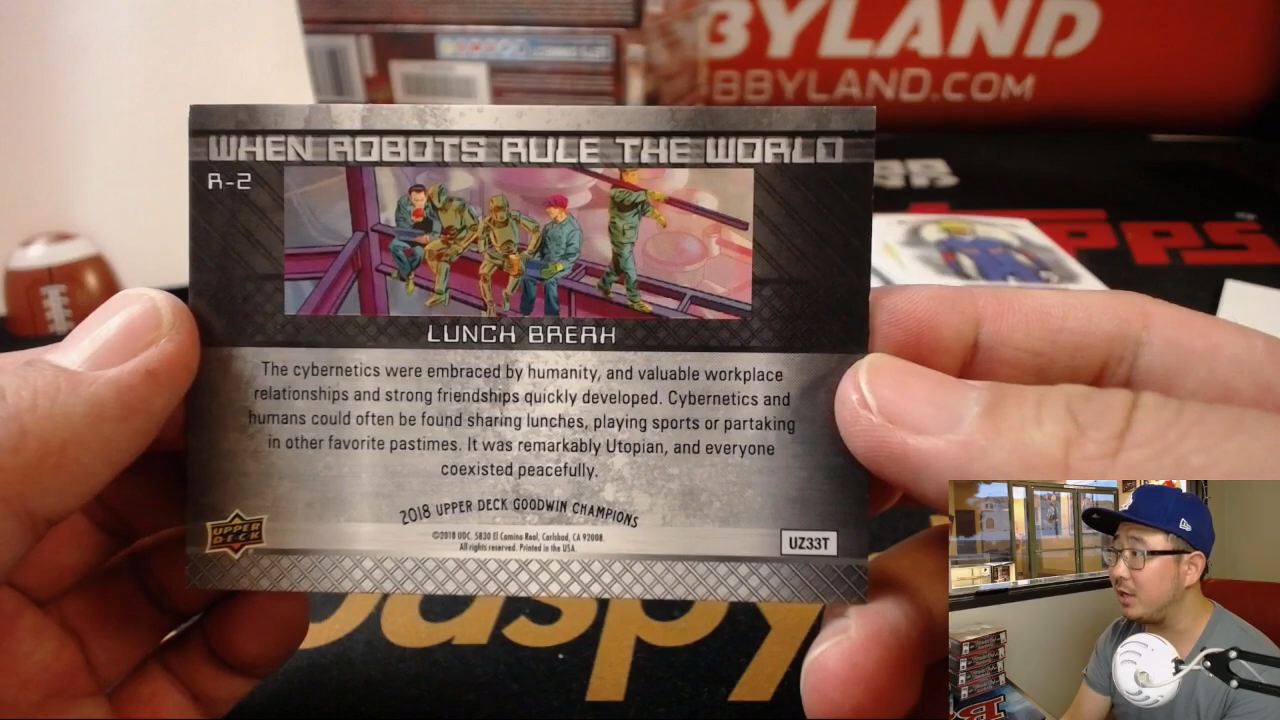 BYLAND
BBYLAND.COM
WHEN ROBOTS RULE THE WORLD
R-2
LUNCH BREAK
The cybernetics were embraced by humanity, and valuable workplace
relationships and strong friendships quickly developed. Cybernetics and
humans could often be found sharing lunches, playing sports or partaking
in other favorite pastimes. It was remarkably Utopian, and everyone
coexisted peacefully.
2018 UPPER DECK GOODWIN CHAMPIONS
©2018 UDC. 5830 El Camino Real, Carlsbad, CA 92008.
All rights reserved. Printed in the USA.
UPPER
DECK
UZ33T
PPS
aspy